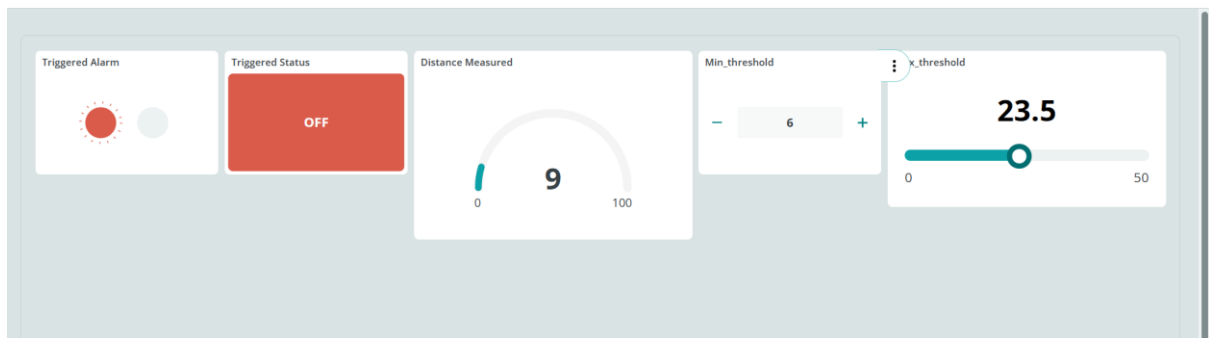 Triggered Alarm
Triggered Status
OFF
Distance Measured
9
0
100
Min_threshold
−
6
+
x_threshold
23.5
0
50